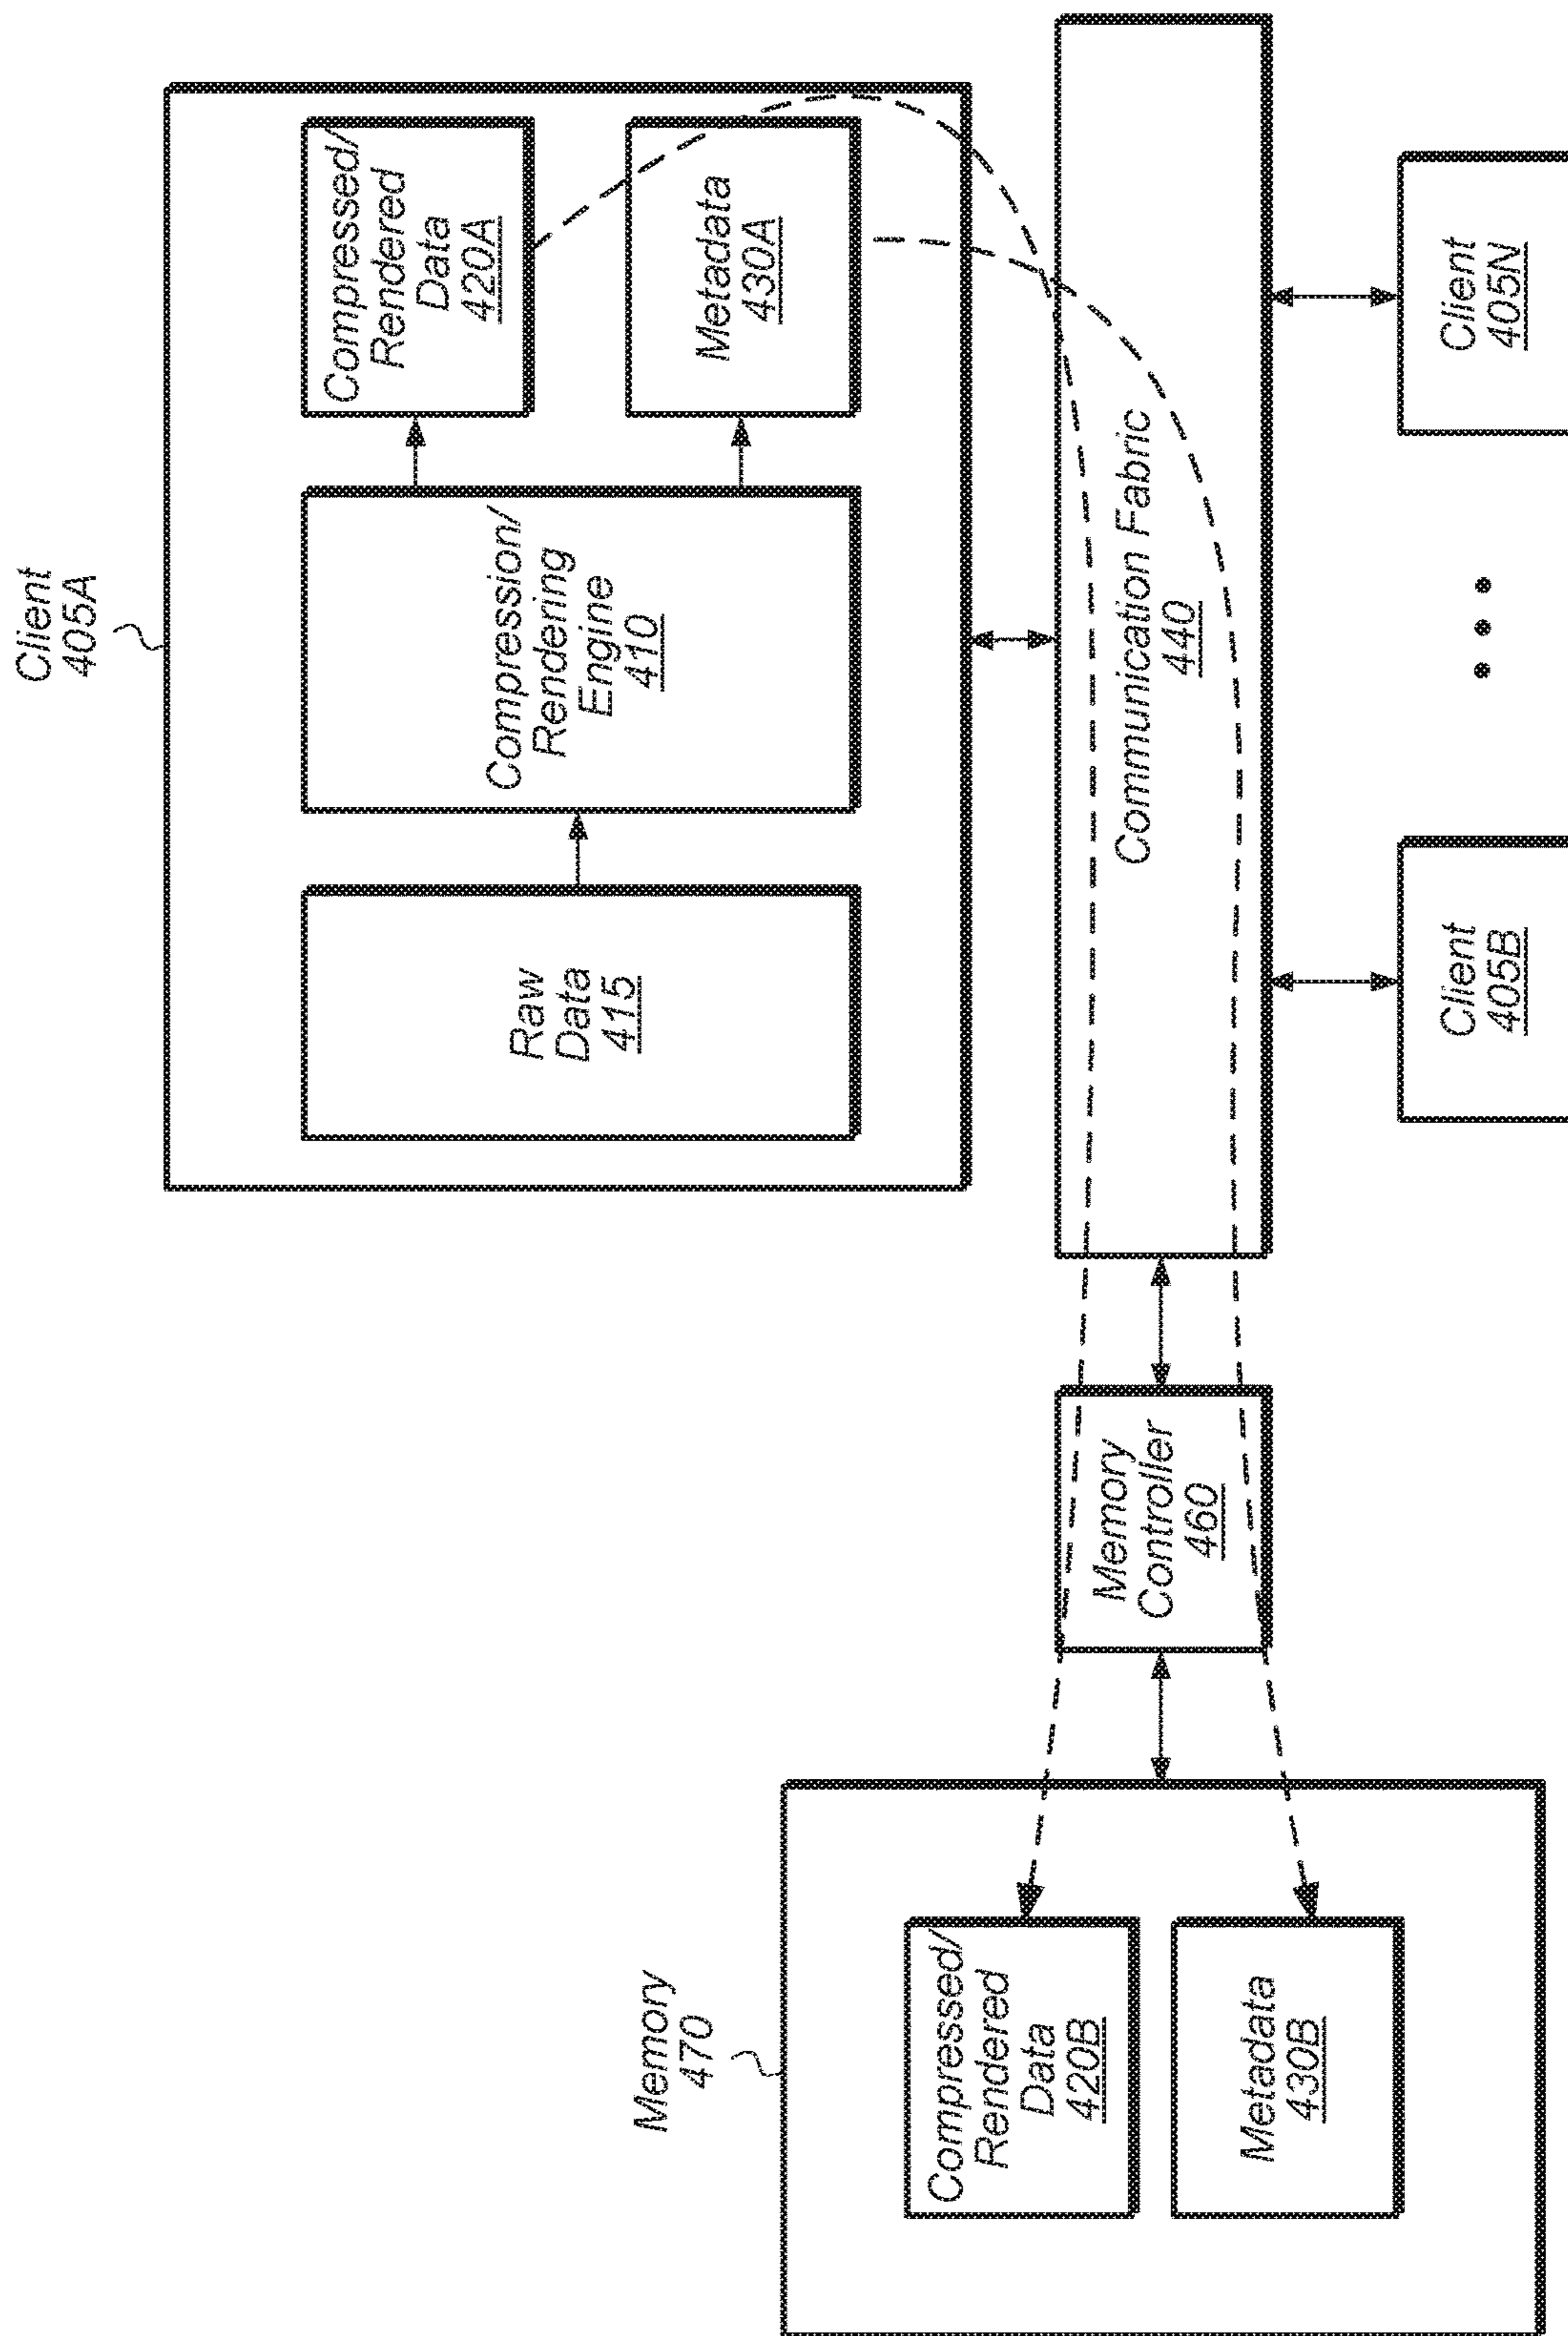 Client
405A
Raw
Data
415
Compression/
Rendering
Engine
410
Compressed/
Rendered
Data
420A
Metadata
430A
Memory
470
Compressed/
Rendered
Data
420B
Metadata
430B
Memory
Controller
460
Communication Fabric
440
Client
405B
Client
405N